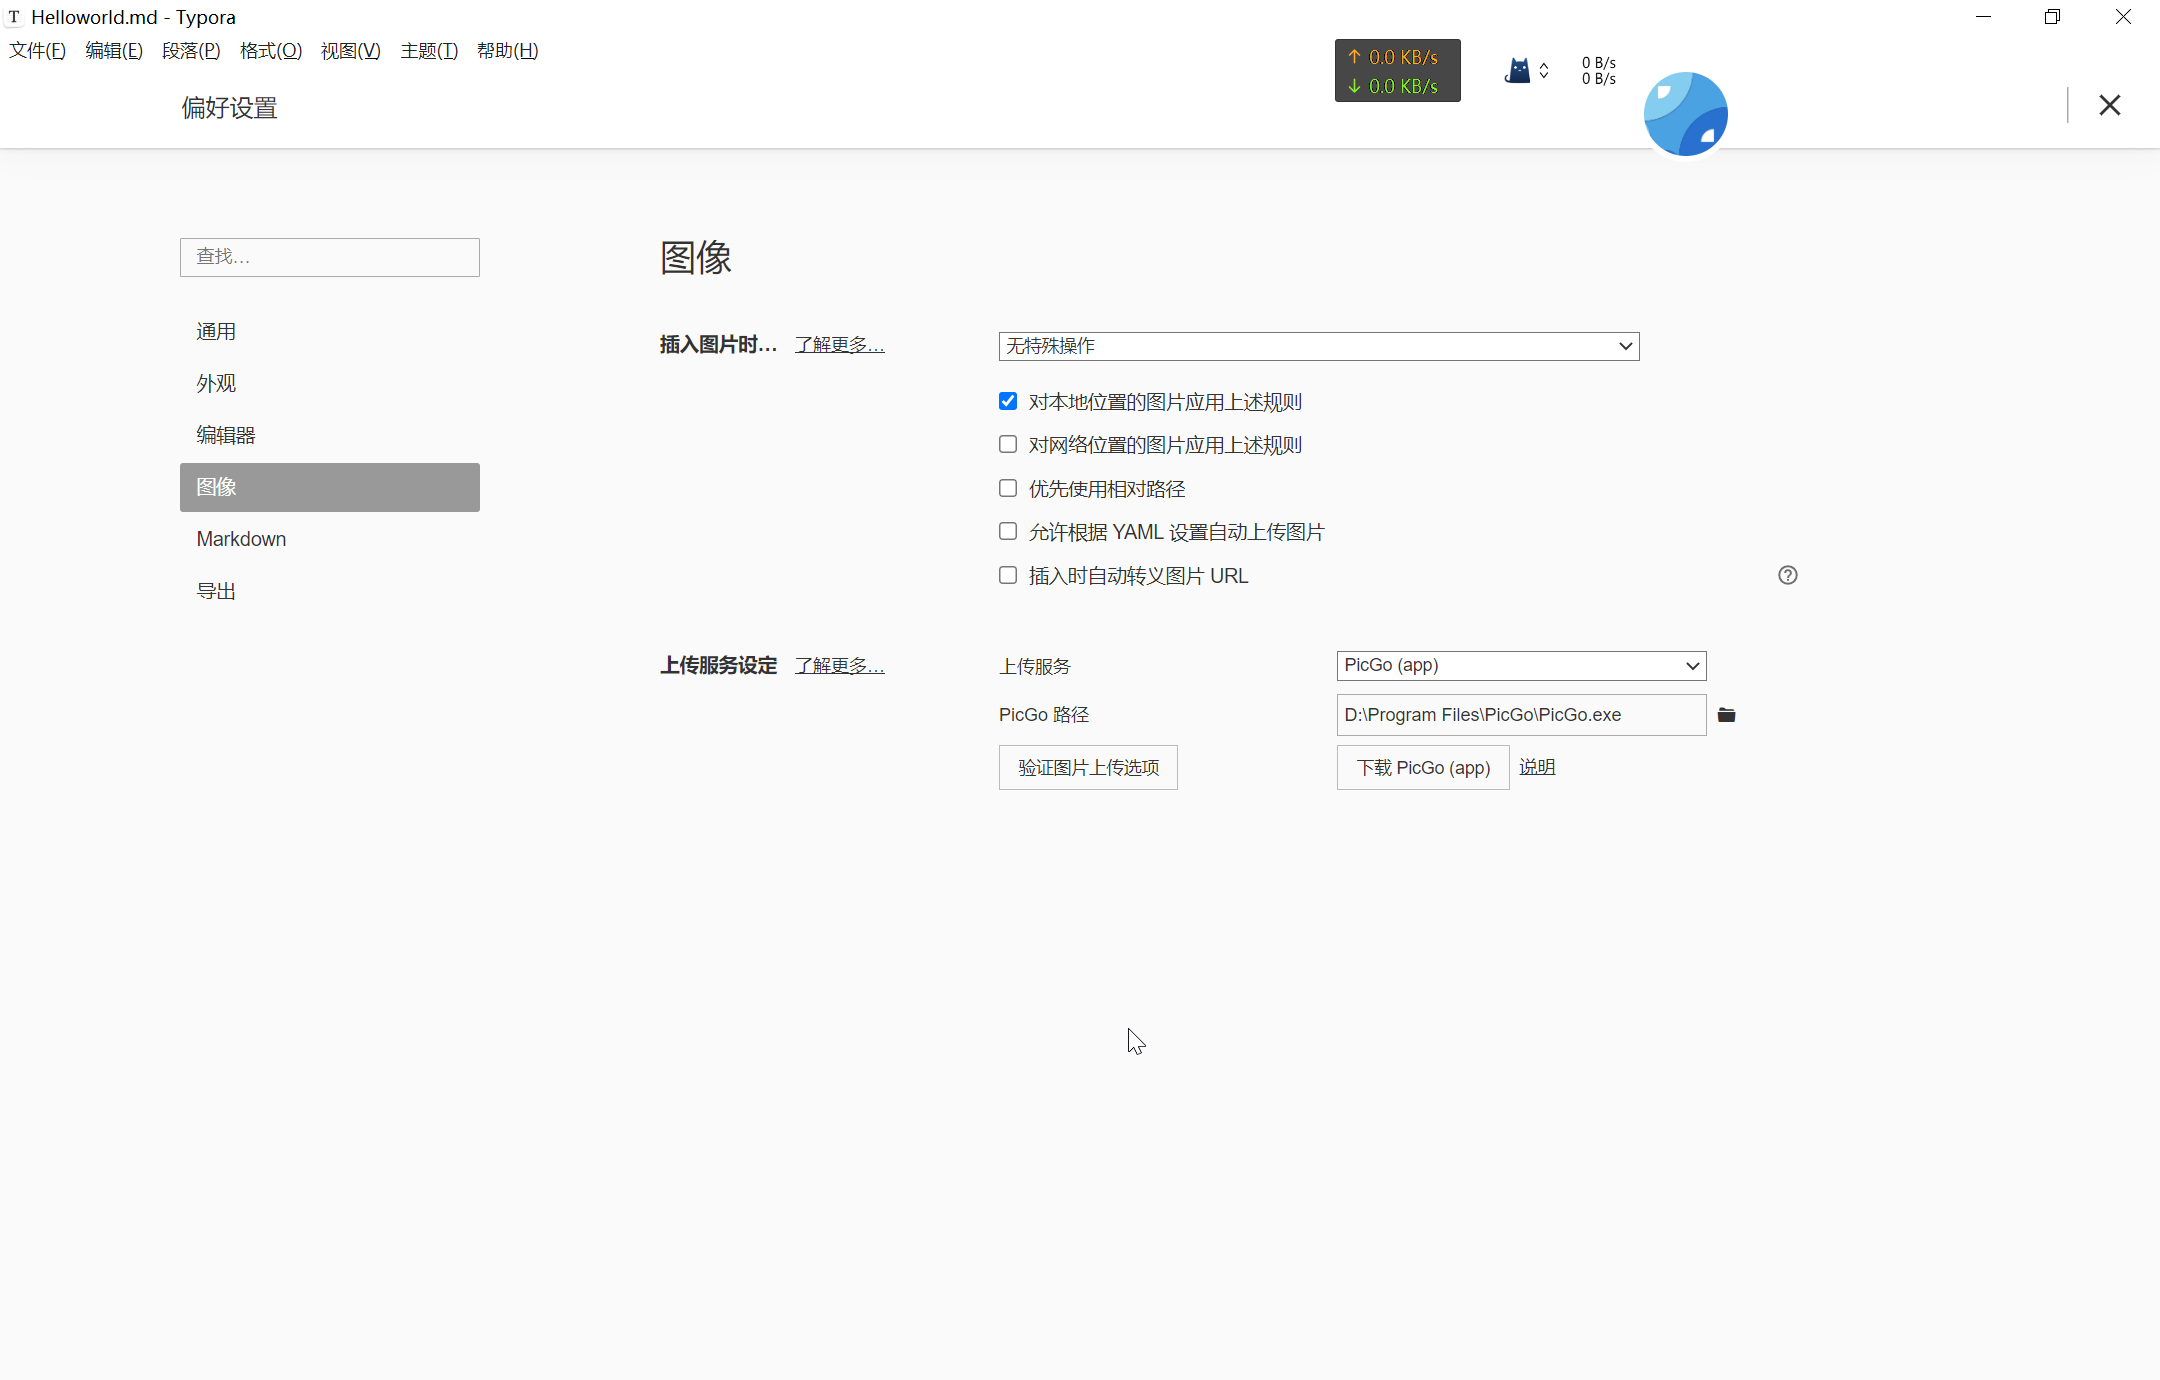 Helloworld.md - Typora
文件(F) 编辑(E) 段落(P) 格式(O) 视图(V) 主题(T) 帮助(H)
↑ 0.0 KB/s
↓ 0.0 KB/s
0 B/s
0 B/s
偏好设置
查找…
通用
外观
编辑器
图像
Markdown
导出
图像
插入图片时… 了解更多… 无特殊操作
对本地位置的图片应用上述规则
对网络位置的图片应用上述规则
优先使用相对路径
允许根据 YAML 设置自动上传图片
插入时自动转义图片 URL
上传服务设定 了解更多… 上传服务 PicGo (app)
PicGo 路径 D:\Program Files\PicGo\PicGo.exe
验证图片上传选项 下载 PicGo (app) 说明